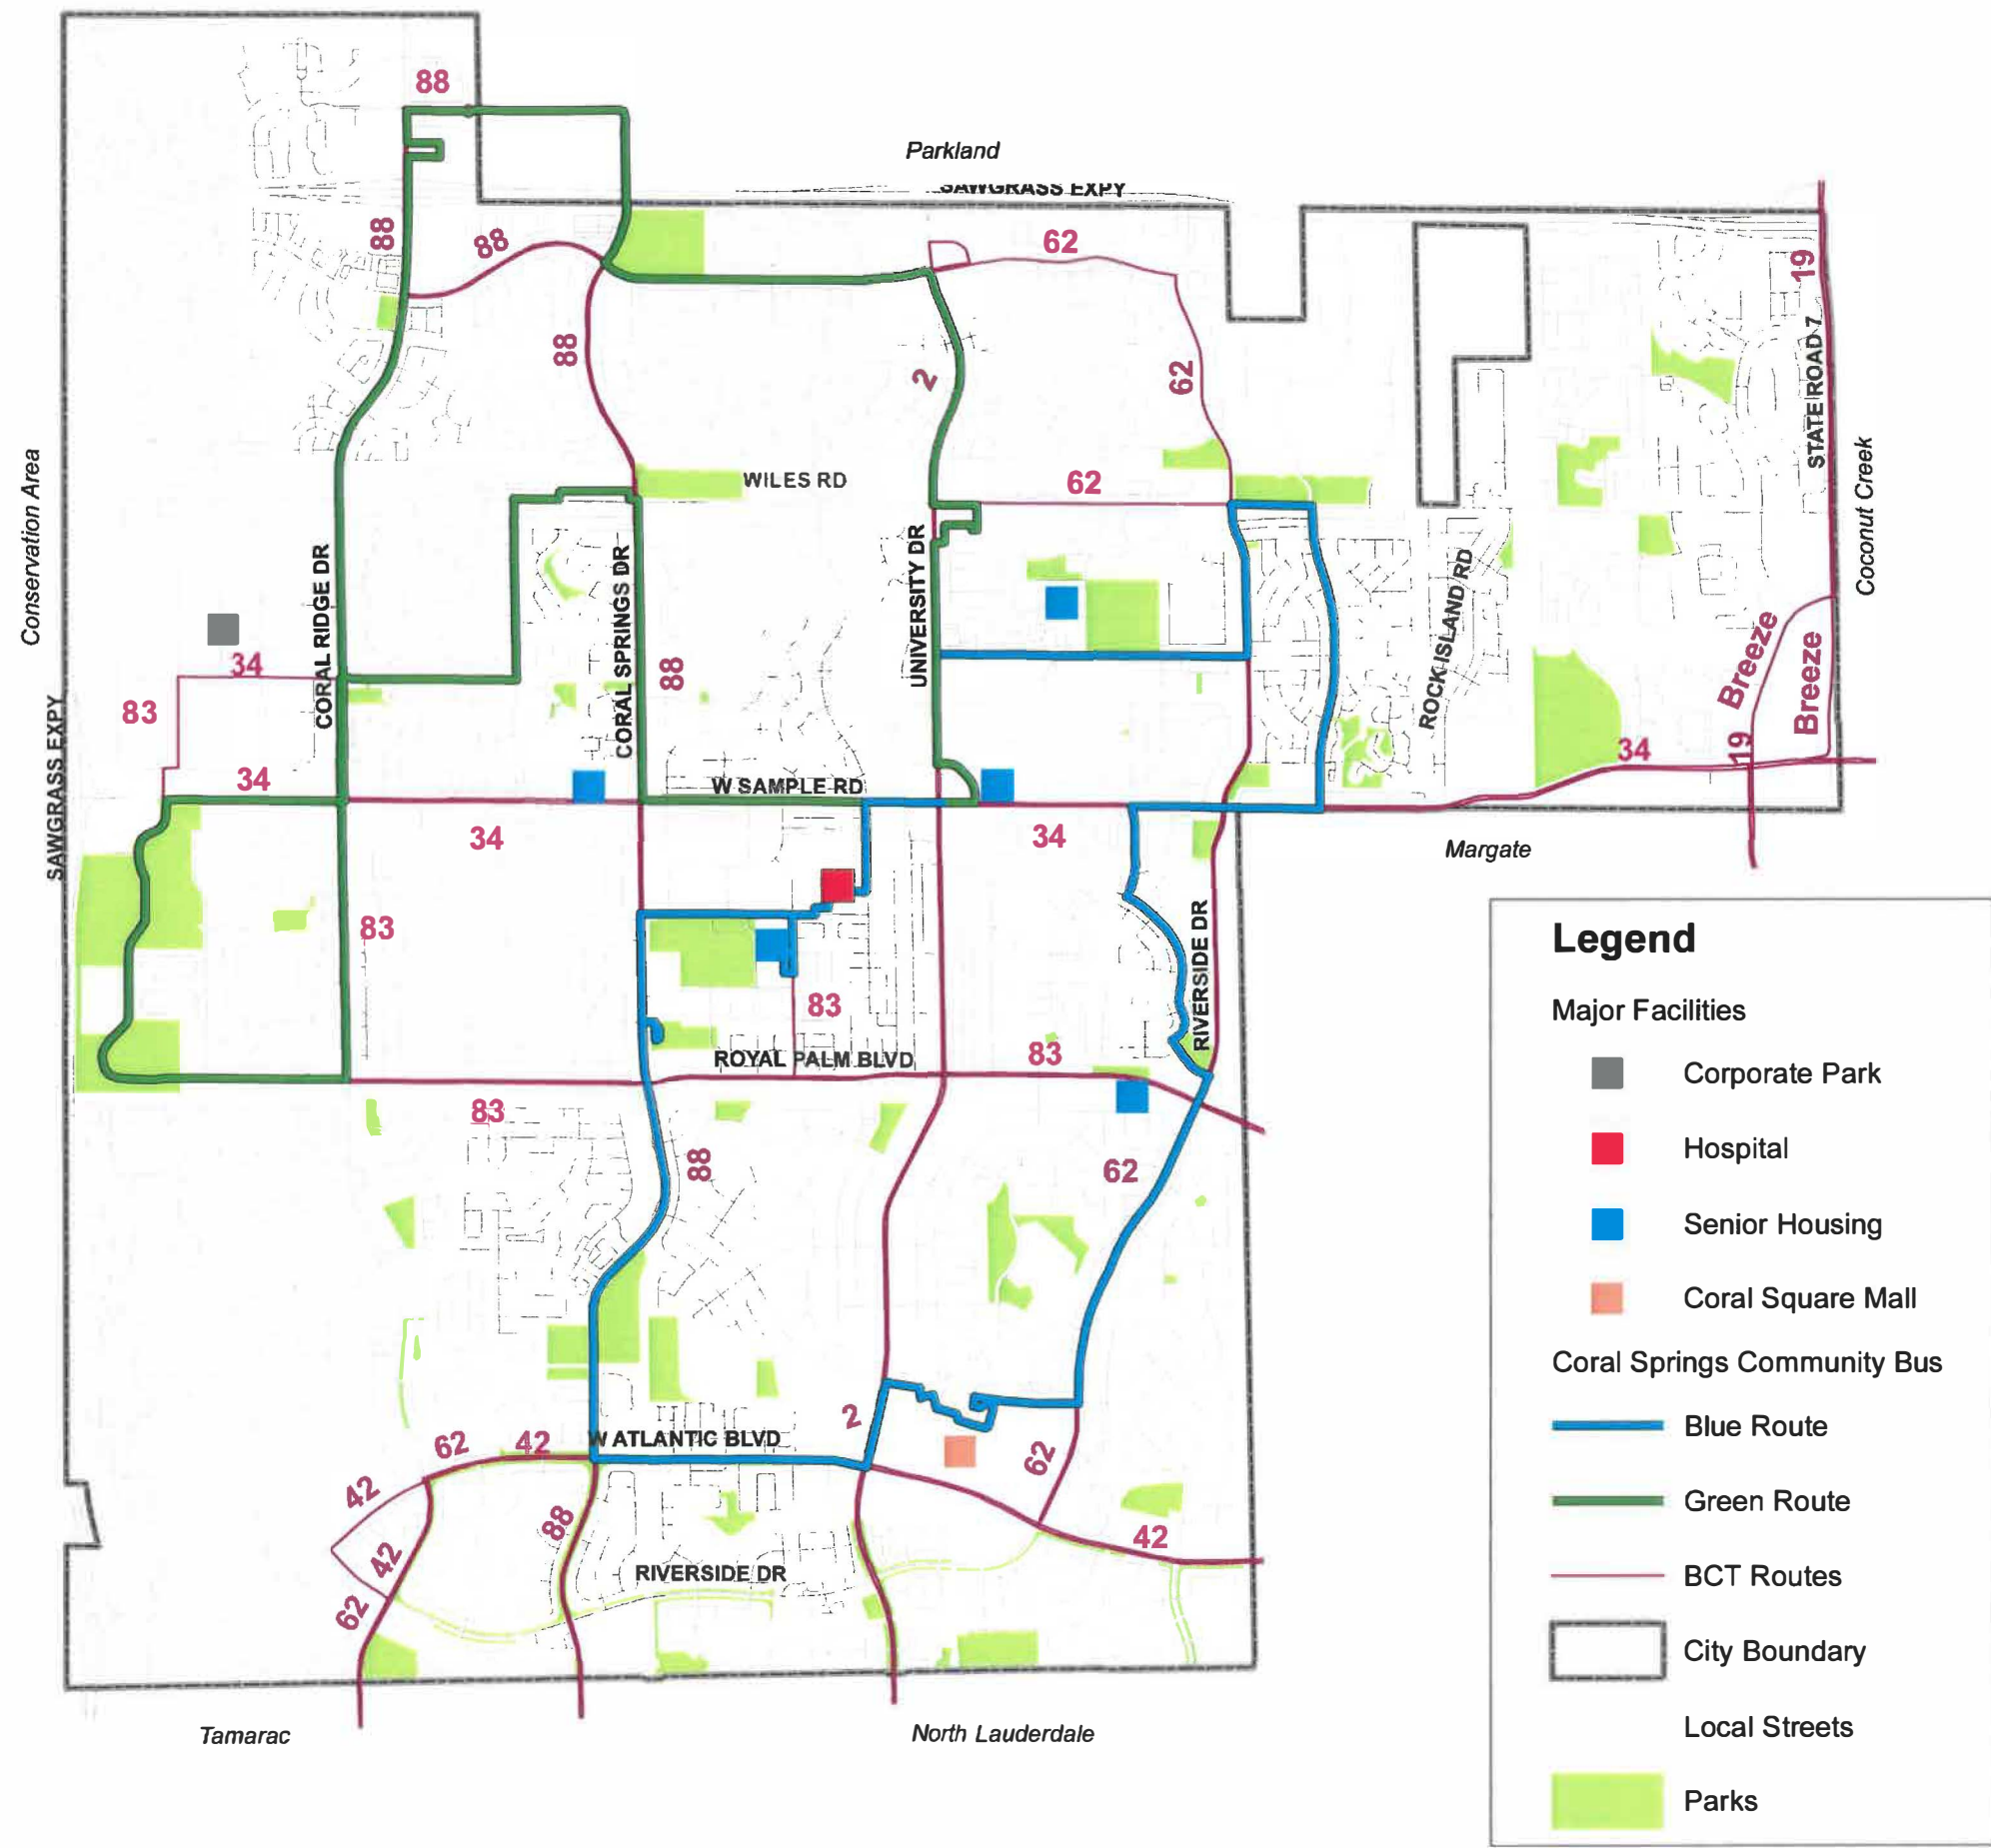 88
Parkland
SAWGRASS EXPY
88
88
62
19
88
2
62
STATE ROAD 7
Conservation Area
WILES RD
62
Coconut Creek
CORAL RIDGE DR
CORAL SPRINGS DR
UNIVERSITY DR
ROCK ISLAND RD
34
88
Breeze
Breeze
83
SAWGRASS EXPY
34
W SAMPLE RD
34
19
34
34
Margate
83
RIVERSIDE DR
83
ROYAL PALM BLVD
83
83
88
62
2
W ATLANTIC BLVD
62
42
62
42
88
42
42
RIVERSIDE DR
62
Tamarac
North Lauderdale
Legend
Major Facilities
Corporate Park
Hospital
Senior Housing
Coral Square Mall
Coral Springs Community Bus
Blue Route
Green Route
BCT Routes
City Boundary
Local Streets
Parks